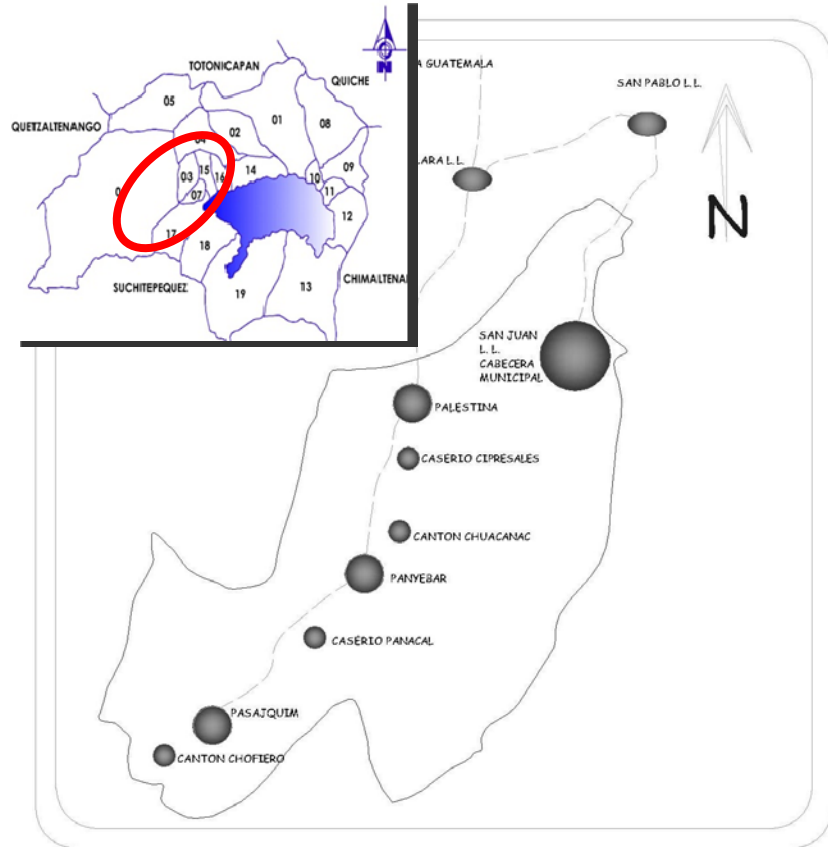 N
TOTONICAPAN
QUICHE
05
01
QUETZALTENANGO
02
08
04
09
03
15
16
14
10
07
11
12
17
18
CHIMALTENA
SUCHITEPEQUEZ
19
13
A GUATEMALA
SAN PABLO L.L.
LARA L.L.
N
SAN JUAN
L. L.
CABECERA
MUNICIPAL
PALESTINA
CASERIO CIPRESALES
CANTON CHUACANAC
PANYEBAR
CASERIO PANACAL
PASAJQUIM
CANTON CHOFIERO